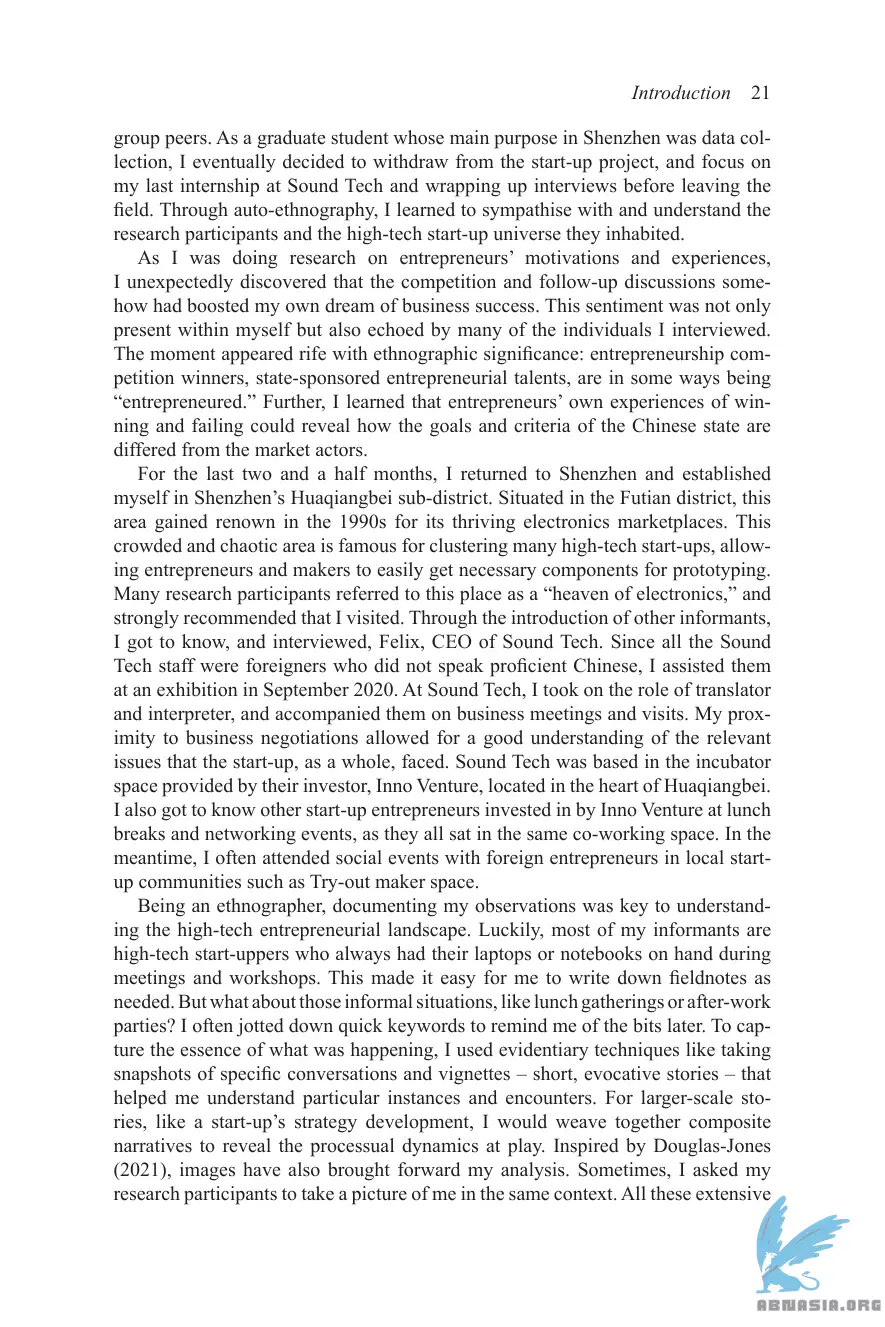 Introduction 21
group peers. As a graduate student whose main purpose in Shenzhen was data col-
lection, I eventually decided to withdraw from the start-up project, and focus on
my last internship at Sound Tech and wrapping up interviews before leaving the
field. Through auto-ethnography, I learned to sympathise with and understand the
research participants and the high-tech start-up universe they inhabited.
As I was doing research on entrepreneurs’ motivations and experiences,
I unexpectedly discovered that the competition and follow-up discussions some-
how had boosted my own dream of business success. This sentiment was not only
present within myself but also echoed by many of the individuals I interviewed.
The moment appeared rife with ethnographic significance: entrepreneurship com-
petition winners, state-sponsored entrepreneurial talents, are in some ways being
“entrepreneured.” Further, I learned that entrepreneurs’ own experiences of win-
ning and failing could reveal how the goals and criteria of the Chinese state are
differed from the market actors.
For the last two and a half months, I returned to Shenzhen and established
myself in Shenzhen’s Huaqiangbei sub-district. Situated in the Futian district, this
area gained renown in the 1990s for its thriving electronics marketplaces. This
crowded and chaotic area is famous for clustering many high-tech start-ups, allow-
ing entrepreneurs and makers to easily get necessary components for prototyping.
Many research participants referred to this place as a “heaven of electronics,” and
strongly recommended that I visited. Through the introduction of other informants,
I got to know, and interviewed, Felix, CEO of Sound Tech. Since all the Sound
Tech staff were foreigners who did not speak proficient Chinese, I assisted them
at an exhibition in September 2020. At Sound Tech, I took on the role of translator
and interpreter, and accompanied them on business meetings and visits. My prox-
imity to business negotiations allowed for a good understanding of the relevant
issues that the start-up, as a whole, faced. Sound Tech was based in the incubator
space provided by their investor, Inno Venture, located in the heart of Huaqiangbei.
I also got to know other start-up entrepreneurs invested in by Inno Venture at lunch
breaks and networking events, as they all sat in the same co-working space. In the
meantime, I often attended social events with foreign entrepreneurs in local start-
up communities such as Try-out maker space.
Being an ethnographer, documenting my observations was key to understand-
ing the high-tech entrepreneurial landscape. Luckily, most of my informants are
high-tech start-uppers who always had their laptops or notebooks on hand during
meetings and workshops. This made it easy for me to write down fieldnotes as
needed. But what about those informal situations, like lunch gatherings or after-work
parties? I often jotted down quick keywords to remind me of the bits later. To cap-
ture the essence of what was happening, I used evidentiary techniques like taking
snapshots of specific conversations and vignettes – short, evocative stories – that
helped me understand particular instances and encounters. For larger-scale sto-
ries, like a start-up’s strategy development, I would weave together composite
narratives to reveal the processual dynamics at play. Inspired by Douglas-Jones
(2021), images have also brought forward my analysis. Sometimes, I asked my
research participants to take a picture of me in the same context. All these extensive
ABNASIA.ORG